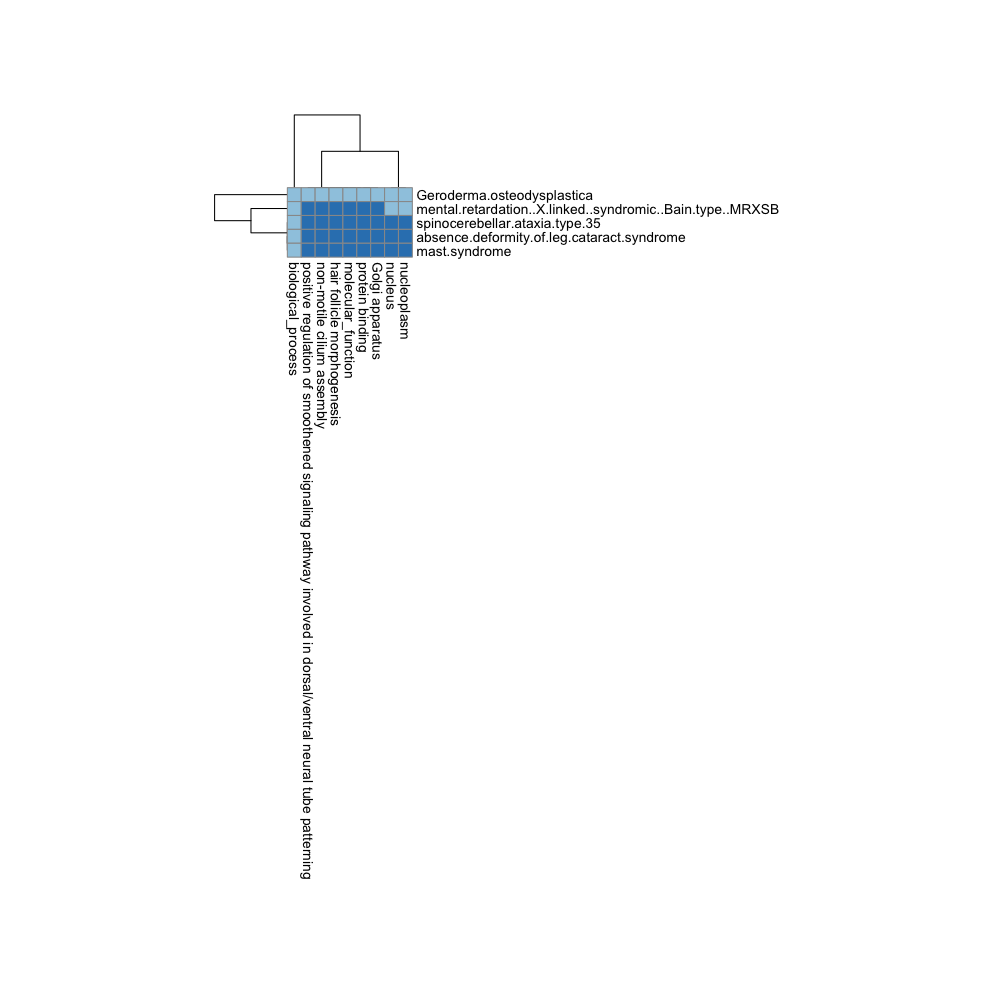 Geroderma.osteodysplastica
mental.retardation..X.linked..syndromic..Bain.type..MRXSB
spinocerebellar.ataxia.type.35
absence.deformity.of.leg.cataract.syndrome
mast.syndrome
biological_process
positive regulation of smoothened signaling pathway involved in dorsal/ventral neural tube patterning
non-motile cilium assembly
hair follicle morphogenesis
molecular_function
protein binding
Golgi apparatus
nucleus
nucleoplasm